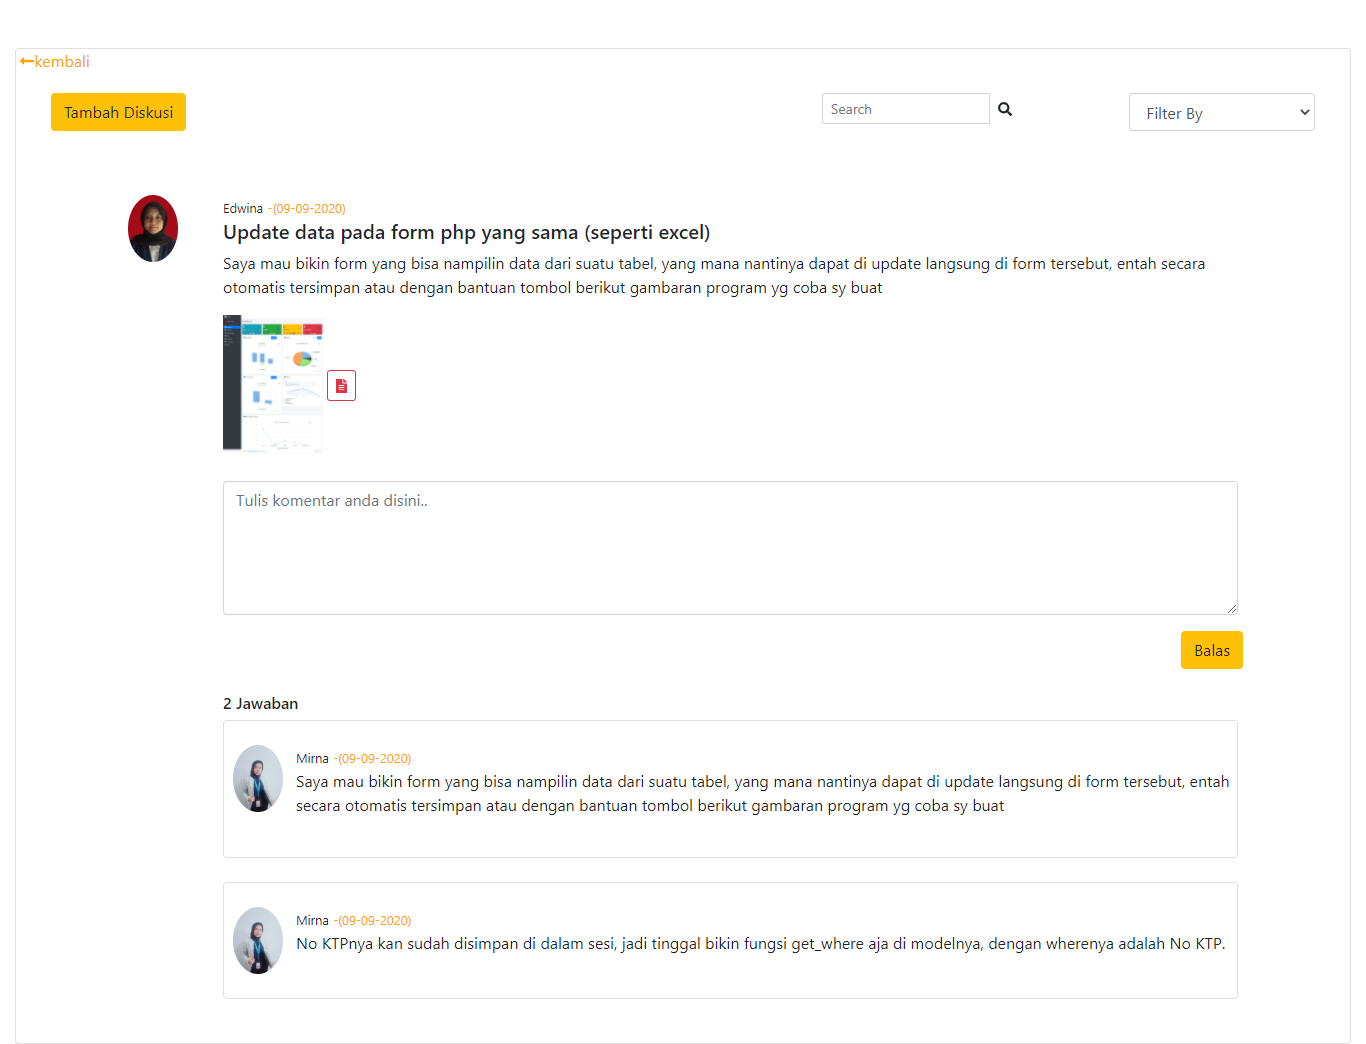 kembali
Tambah Diskusi
Search
Filter By
Edwina -(09-09-2020)
Update data pada form php yang sama (seperti excel)
Saya mau bikin form yang bisa nampilin data dari suatu tabel, yang mana nantinya dapat di update langsung di form tersebut, entah secara
otomatis tersimpan atau dengan bantuan tombol berikut gambaran program yg coba sy buat
Tulis komentar anda disini..
Balas
2 Jawaban
Mirna -(09-09-2020)
Saya mau bikin form yang bisa nampilin data dari suatu tabel, yang mana nantinya dapat di update langsung di form tersebut, entah
secara otomatis tersimpan atau dengan bantuan tombol berikut gambaran program yg coba sy buat
Mirna -(09-09-2020)
No KTPnya kan sudah disimpan di dalam sesi, jadi tinggal bikin fungsi get_where aja di modelnya, dengan wherenya adalah No KTP.